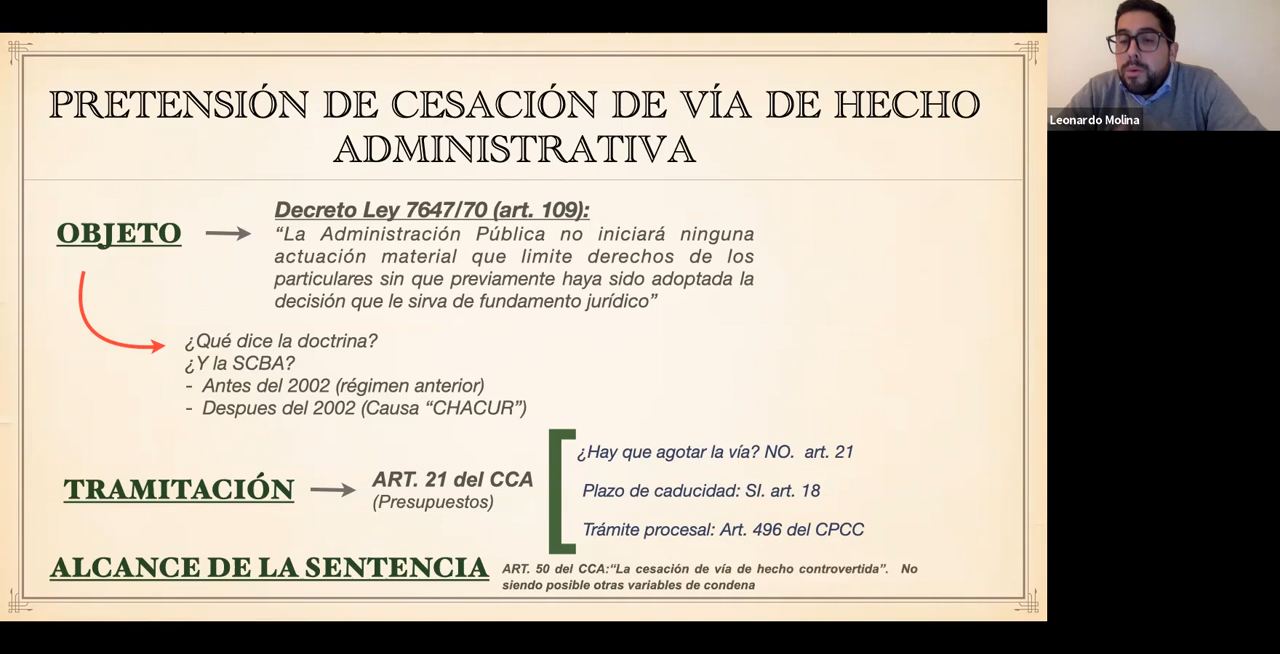 PRETENSIÓN DE CESACIÓN DE VÍA DE HECHO
ADMINISTRATIVA
OBJETO
Decreto Ley 7647/70 (art. 109):
“La Administración Pública no iniciará ninguna
actuación material que limite derechos de los
particulares sin que previamente haya sido adoptada la
decisión que le sirva de fundamento jurídico”
¿Qué dice la doctrina?
¿Y la SCBA?
- Antes del 2002 (régimen anterior)
- Despues del 2002 (Causa “CHACUR”)
TRAMITACIÓN
ART. 21 del CCA
(Presupuestos)
¿Hay que agotar la vía? NO. art. 21
Plazo de caducidad: SI. art. 18
Trámite procesal: Art. 496 del CPCC
ALCANCE DE LA SENTENCIA
ART. 50 del CCA:“La cesación de vía de hecho controvertida”. No
siendo posible otras variables de condena
Leonardo Molina